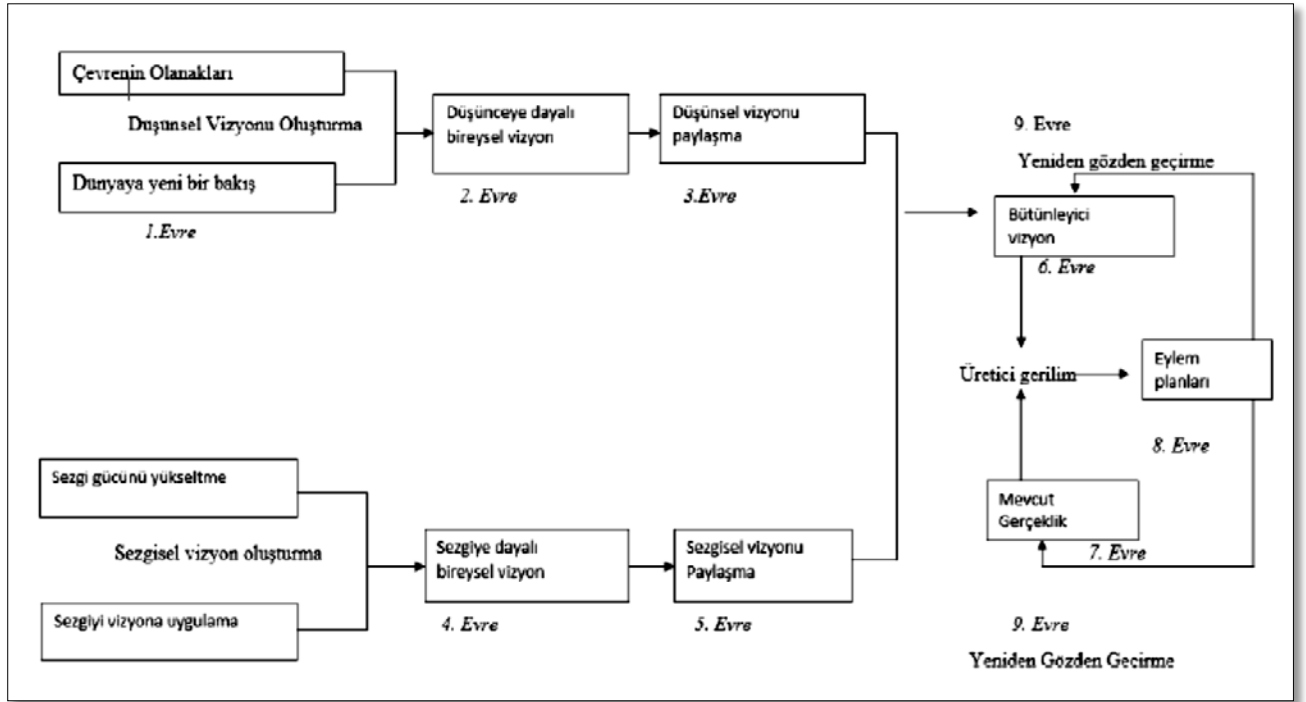 Çevrenin Olanakları
Duşunsel Vizyonu Oluşturma
Dunyaya yeni bir bakış
1.Evre
Düşünceye dayalı
bireysel vizyon
2. Evre
Düşünsel vizyonu
paylaşma
3.Evre
9. Evre
Yeniden gözden geçirme
Bütünleyici
vizyon
6. Evre
Üretici gerilim
Eylem
planları
8. Evre
Mevcut
Gerçeklik
7. Evre
9. Evre
Yeniden Gözden Gecirme
Sezgi gücünü yükseltme
Sezgisel vizyon oluşturma
Sezgiyi vizyona uygulama
Sezgiye dayalı
bireysel vizyon
4. Evre
Sezgisel vizyonu
Paylaşma
5. Evre